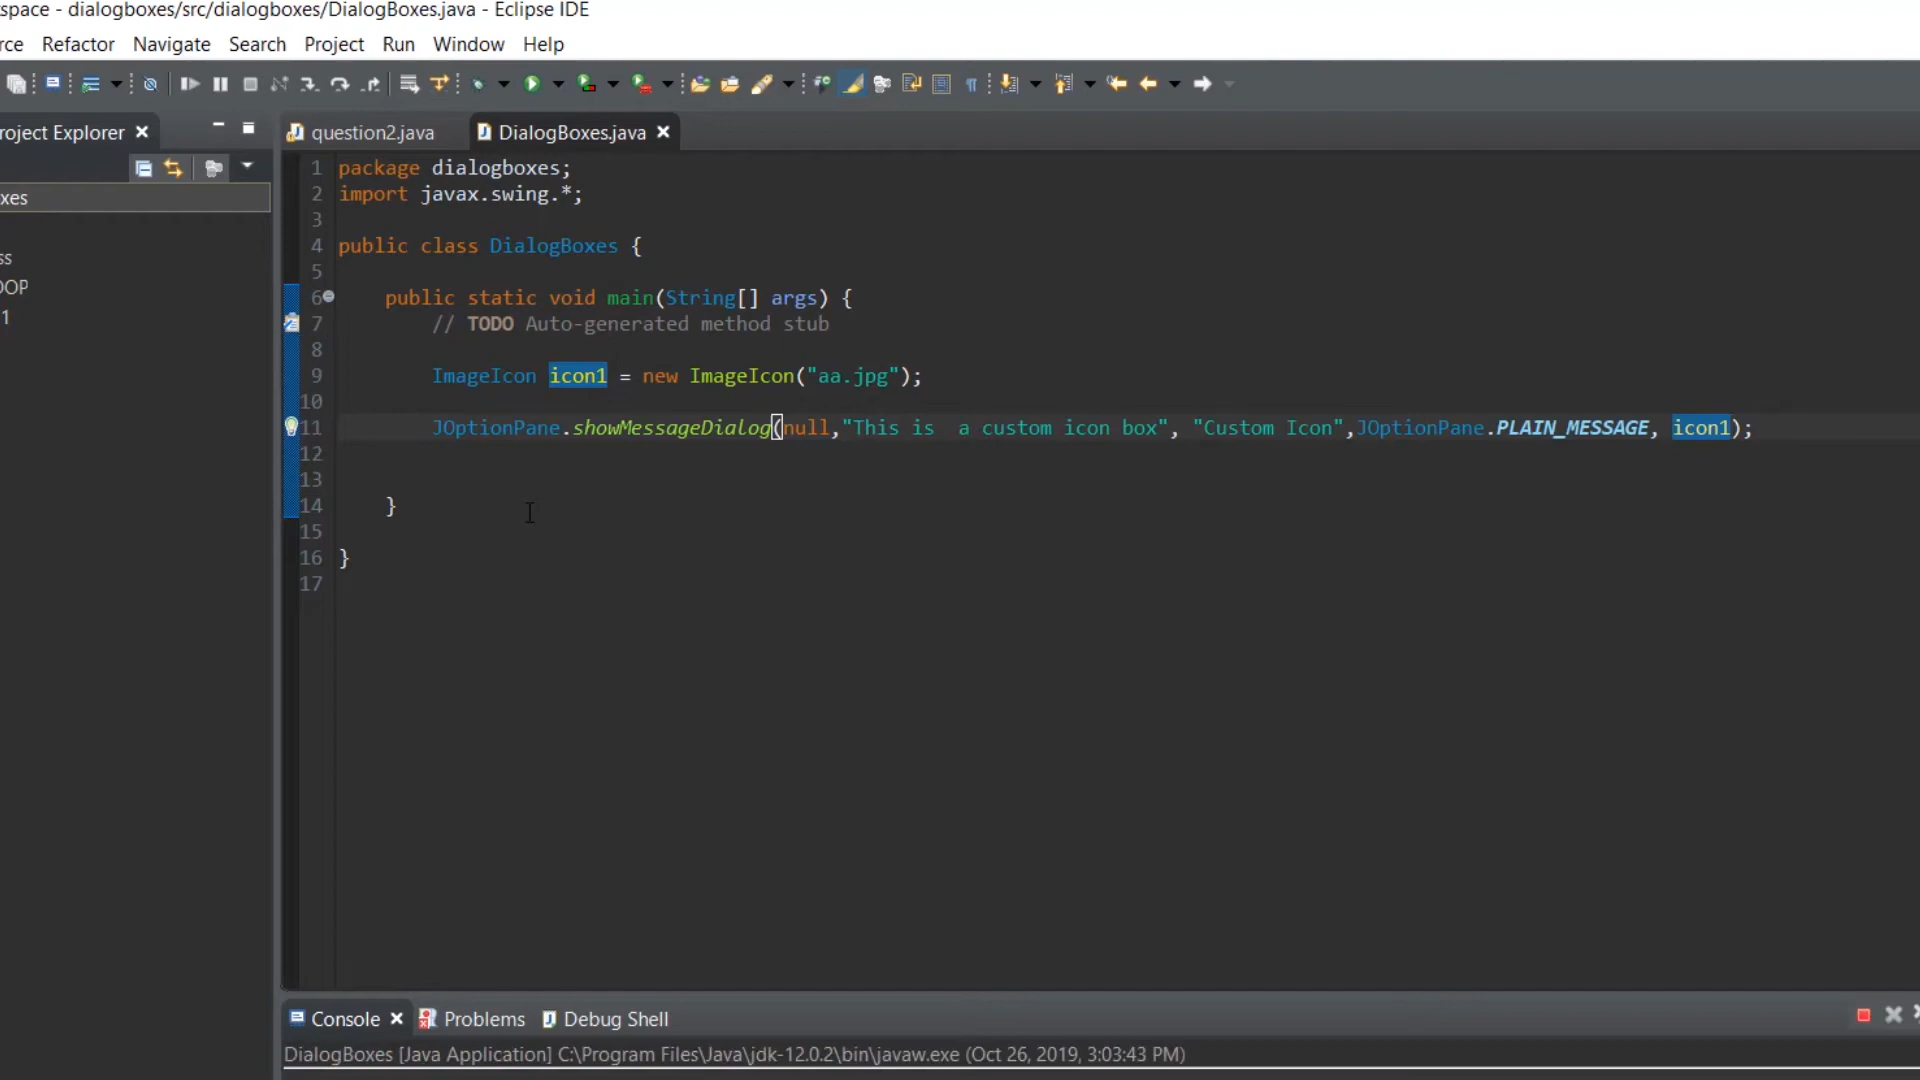 space - dialogboxes/src/dialogboxes/DialogBoxes.java - Eclipse IDE
rce Refactor Navigate Search Project Run Window Help
roject Explorer question2.java DialogBoxes.java
xes
ss
OOP
1
1 package dialogboxes;
2 import javax.swing.*;
3
4 public class DialogBoxes {
5
6 public static void main(String[] args) {
7 // TODO Auto-generated method stub
8
9 ImageIcon icon1 = new ImageIcon("aa.jpg");
10
11 JOptionPane.showMessageDialog(null,"This is  a custom icon box", "Custom Icon",JOptionPane.PLAIN_MESSAGE, icon1);
12
13
14 }
15
16 }
17
Console Problems Debug Shell
DialogBoxes [Java Application] C:\Program Files\Java\jdk-12.0.2\bin\javaw.exe (Oct 26, 2019, 3:03:43 PM)